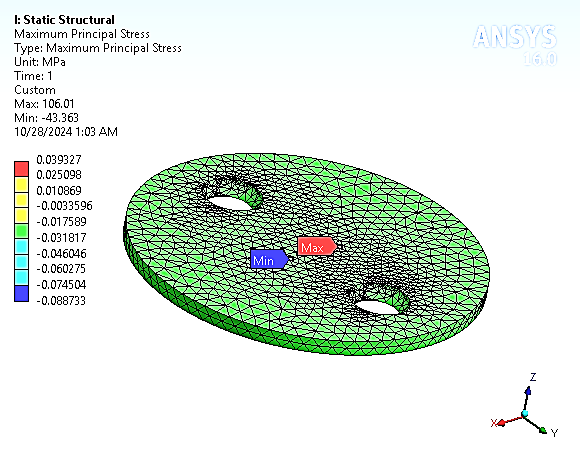 I: Static Structural
Maximum Principal Stress
Type: Maximum Principal Stress
Unit: MPa
Time: 1
Custom
Max: 106.01
Min: -43.363
10/28/2024 1:03 AM
ANSYS
16.0
0.039327
0.025098
0.010869
-0.0033596
-0.017589
-0.031817
-0.046046
-0.060275
-0.074504
-0.088733
Max
Min
Z
X
Y